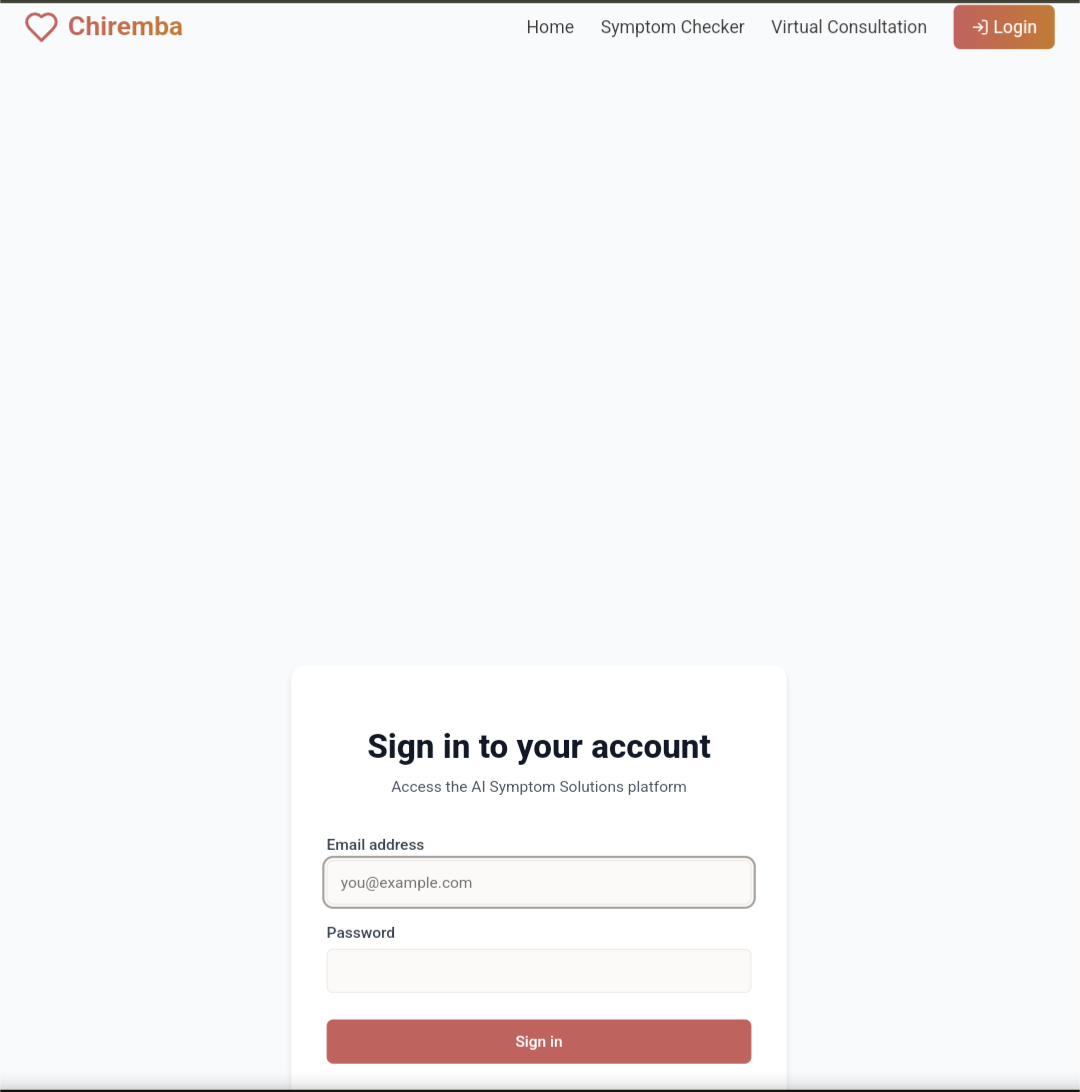 Chiremba
Home
Symptom Checker
Virtual Consultation
Login
Sign in to your account
Access the AI Symptom Solutions platform
Email address
you@example.com
Password
Sign in